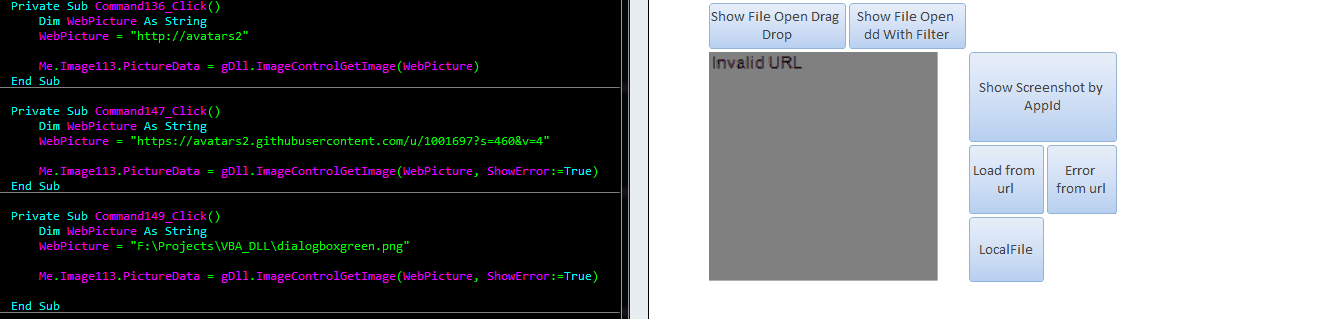 Private Sub Command136_Click()
Dim WebPicture As String
WebPicture = "http://avatars2"
Me.Image113.PictureData = gDll.ImageControlGetImage(WebPicture)
End Sub
Private Sub Command147_Click()
Dim WebPicture As String
WebPicture = "https://avatars2.githubusercontent.com/u/1001697?s=460&v=4"
Me.Image113.PictureData = gDll.ImageControlGetImage(WebPicture, ShowError:=True)
End Sub
Private Sub Command149_Click()
Dim WebPicture As String
WebPicture = "F:\Projects\VBA_DLL\dialogboxgreen.png"
Me.Image113.PictureData = gDll.ImageControlGetImage(WebPicture, ShowError:=True)
End Sub
Show File Open Drag
Drop
Show File Open
dd With Filter
Invalid URL
Show Screenshot by
AppId
Load from
url
Error
from url
LocalFile